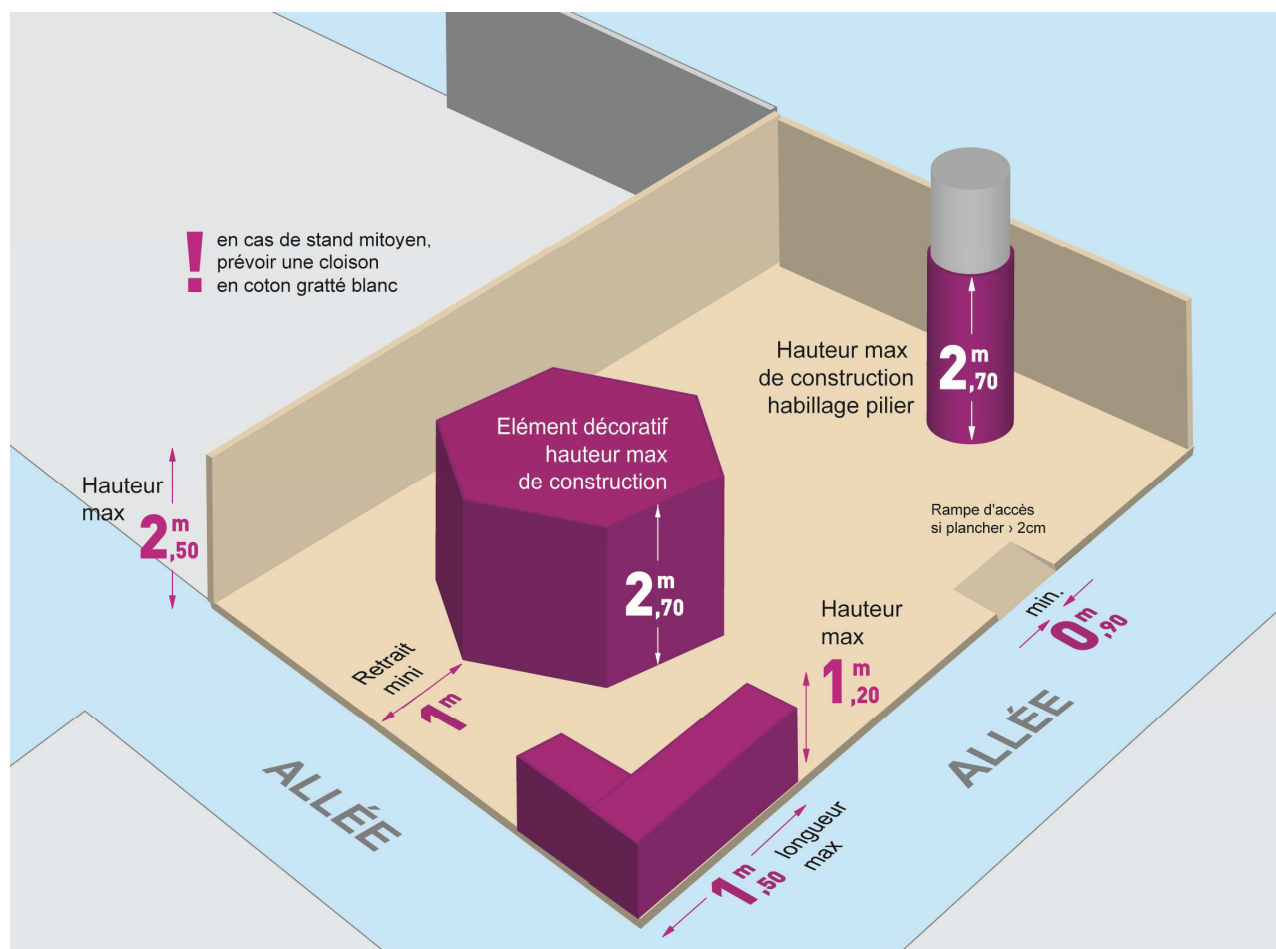 ! en cas de stand mitoyen,
prévoir une cloison
en coton gratté blanc
Hauteur max
de construction
habillage pilier
2m,70
Elément décoratif
hauteur max
de construction
2m,70
Hauteur
max
2m,50
Rampe d'accès
si plancher › 2cm
min.
0m,90
Hauteur
max
1m,20
Retrait
mini
1m
longueur
max
1m,50
ALLÉE
ALLÉE